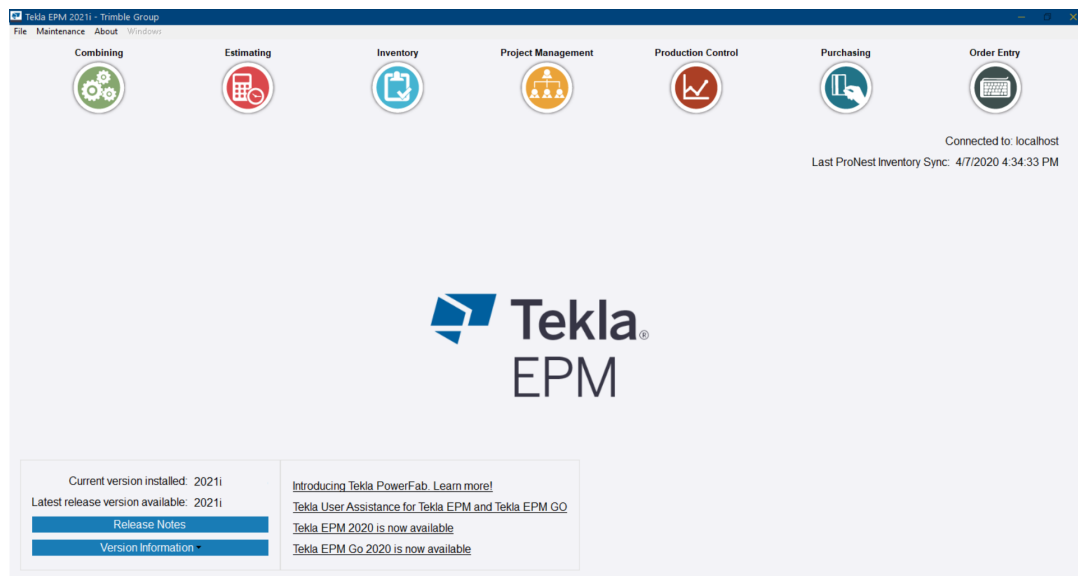 Tekla EPM 2021i - Trimble Group
File Maintenance About Windows
Combining Estimating Inventory Project Management Production Control Purchasing Order Entry
Connected to: localhost
Last ProNest Inventory Sync: 4/7/2020 4:34:33 PM
Tekla®
EPM
Current version installed: 2021i
Latest release version available: 2021i
Release Notes
Version Information
Introducing Tekla PowerFab. Learn more!
Tekla User Assistance for Tekla EPM and Tekla EPM GO
Tekla EPM 2020 is now available
Tekla EPM Go 2020 is now available